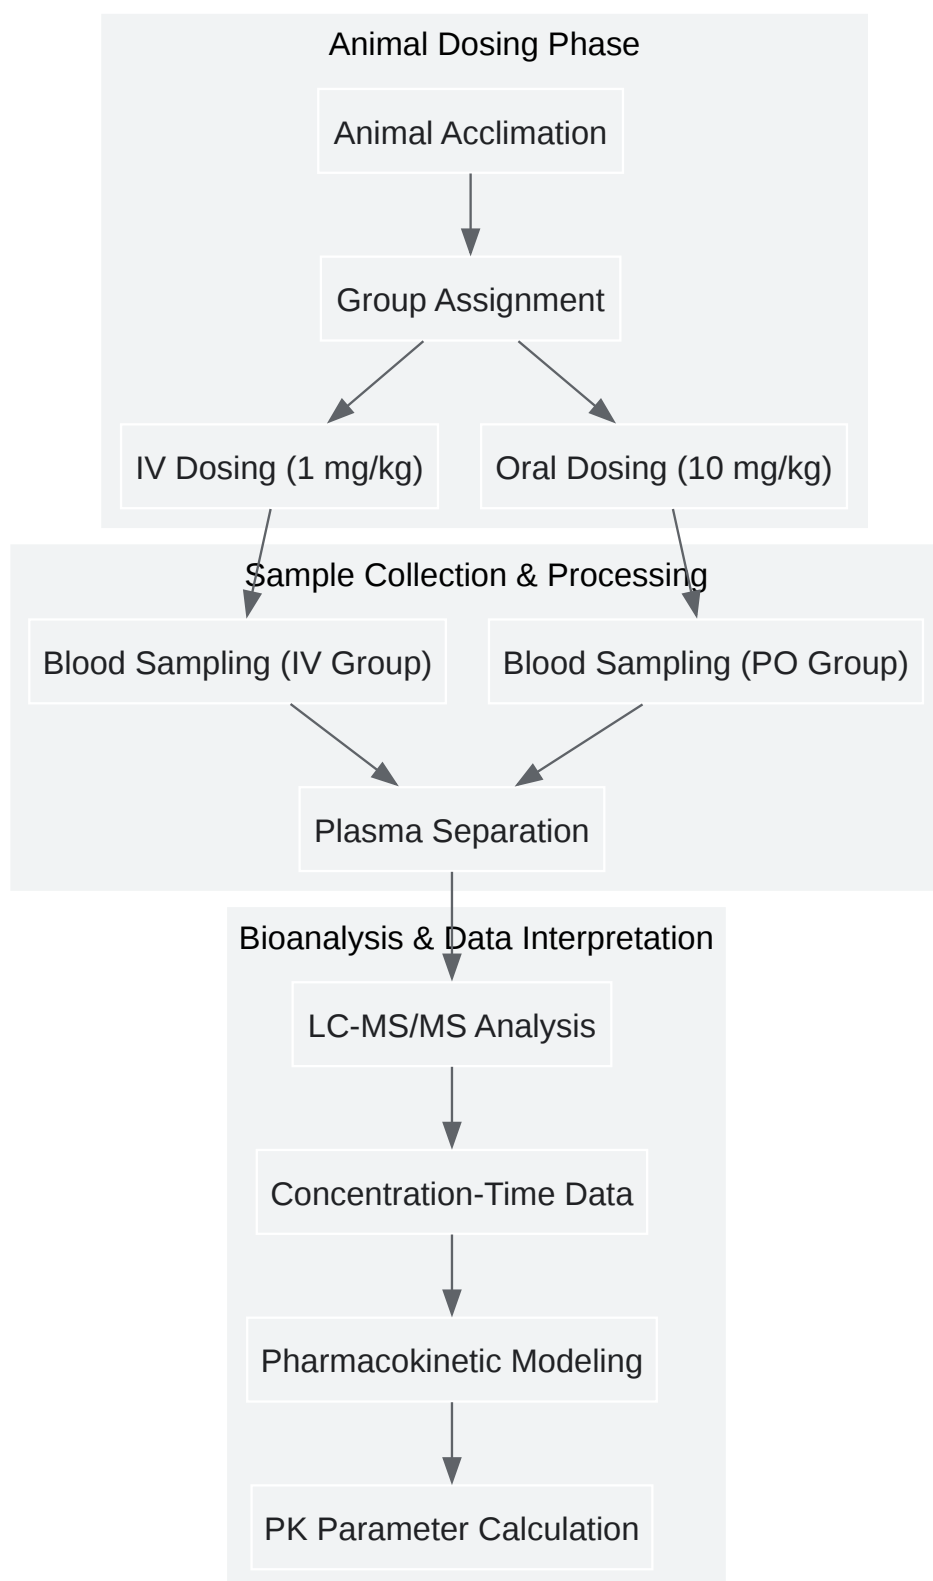 Animal Dosing Phase
Animal Acclimation
Group Assignment
IV Dosing (1 mg/kg)
Oral Dosing (10 mg/kg)
Sample Collection & Processing
Blood Sampling (IV Group)
Blood Sampling (PO Group)
Plasma Separation
Bioanalysis & Data Interpretation
LC-MS/MS Analysis
Concentration-Time Data
Pharmacokinetic Modeling
PK Parameter Calculation